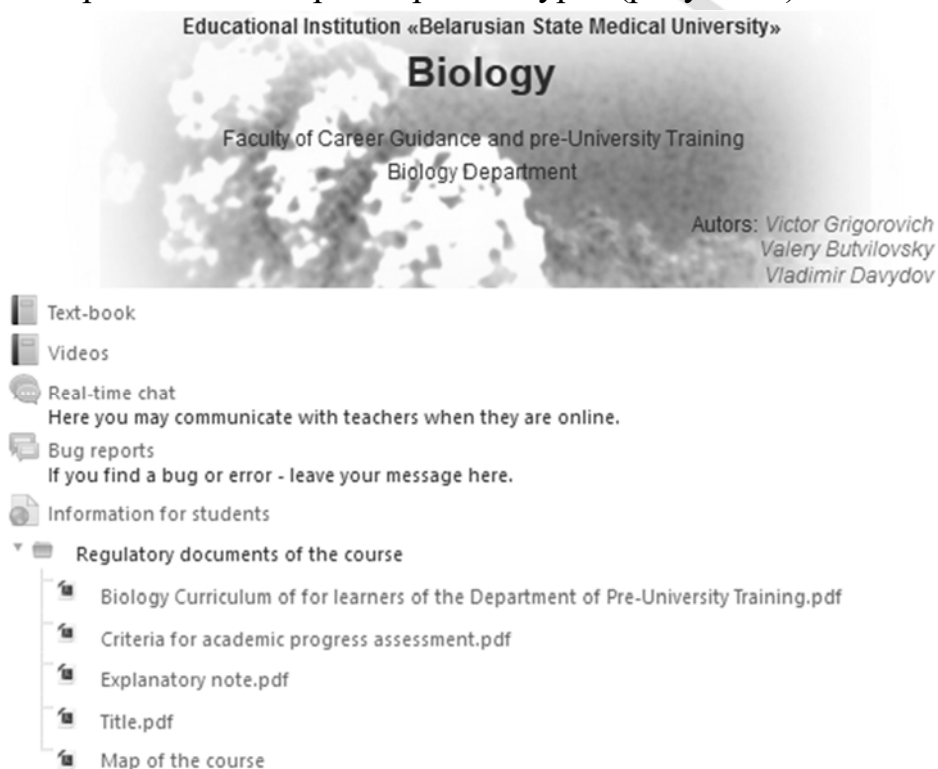 Educational Institution «Belarusian State Medical University»
Biology
Faculty of Career Guidance and pre-University Training
Biology Department
Autors: Victor Grigorovich
Valery Butvilovsky
Vladimir Davydov
Text-book
Videos
Real-time chat
Here you may communicate with teachers when they are online.
Bug reports
If you find a bug or error - leave your message here.
Information for students
Regulatory documents of the course
Biology Curriculum of for learners of the Department of Pre-University Training.pdf
Criteria for academic progress assessment.pdf
Explanatory note.pdf
Title.pdf
Map of the course